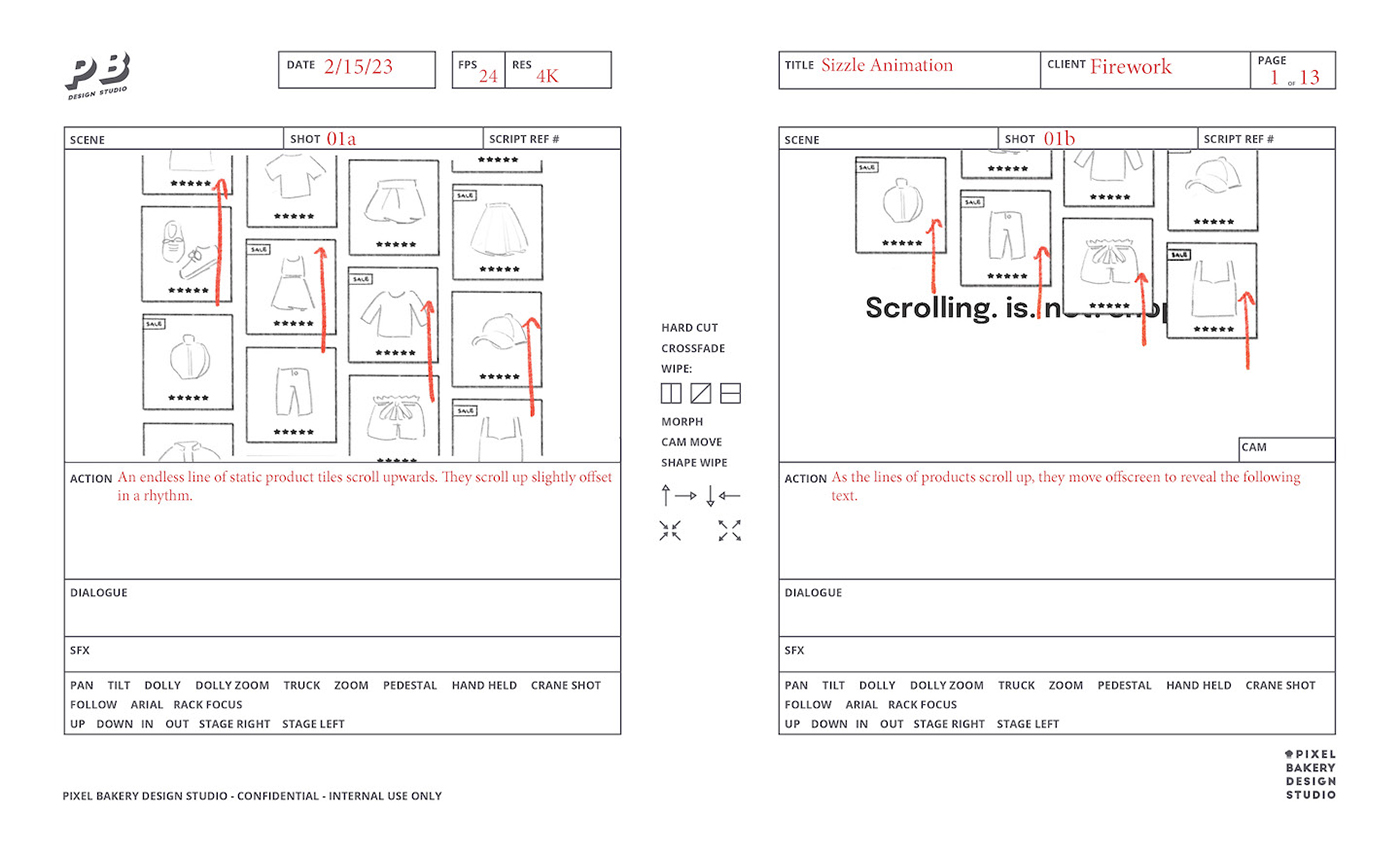 PB
DESIGN STUDIO
DATE 2/15/23
FPS 24 RES 4K
TITLE Sizzle Animation
CLIENT Firework
PAGE 1 OF 13
SCENE
SHOT 01a
SCRIPT REF #
SALE
SALE
SALE
SALE
SALE
ACTION An endless line of static product tiles scroll upwards. They scroll up slightly offset
in a rhythm.
DIALOGUE
SFX
PAN TILT DOLLY DOLLY ZOOM TRUCK ZOOM PEDESTAL HAND HELD CRANE SHOT
FOLLOW ARIAL RACK FOCUS
UP DOWN IN OUT STAGE RIGHT STAGE LEFT
HARD CUT
CROSSFADE
WIPE:
MORPH
CAM MOVE
SHAPE WIPE
SCENE
SHOT 01b
SCRIPT REF #
SALE
SALE
SALE
SALE
Scrolling. is.
CAM
ACTION As the lines of products scroll up, they move offscreen to reveal the following
text.
DIALOGUE
SFX
PAN TILT DOLLY DOLLY ZOOM TRUCK ZOOM PEDESTAL HAND HELD CRANE SHOT
FOLLOW ARIAL RACK FOCUS
UP DOWN IN OUT STAGE RIGHT STAGE LEFT
PIXEL BAKERY DESIGN STUDIO - CONFIDENTIAL - INTERNAL USE ONLY
PIXEL
BAKERY
DESIGN
STUDIO